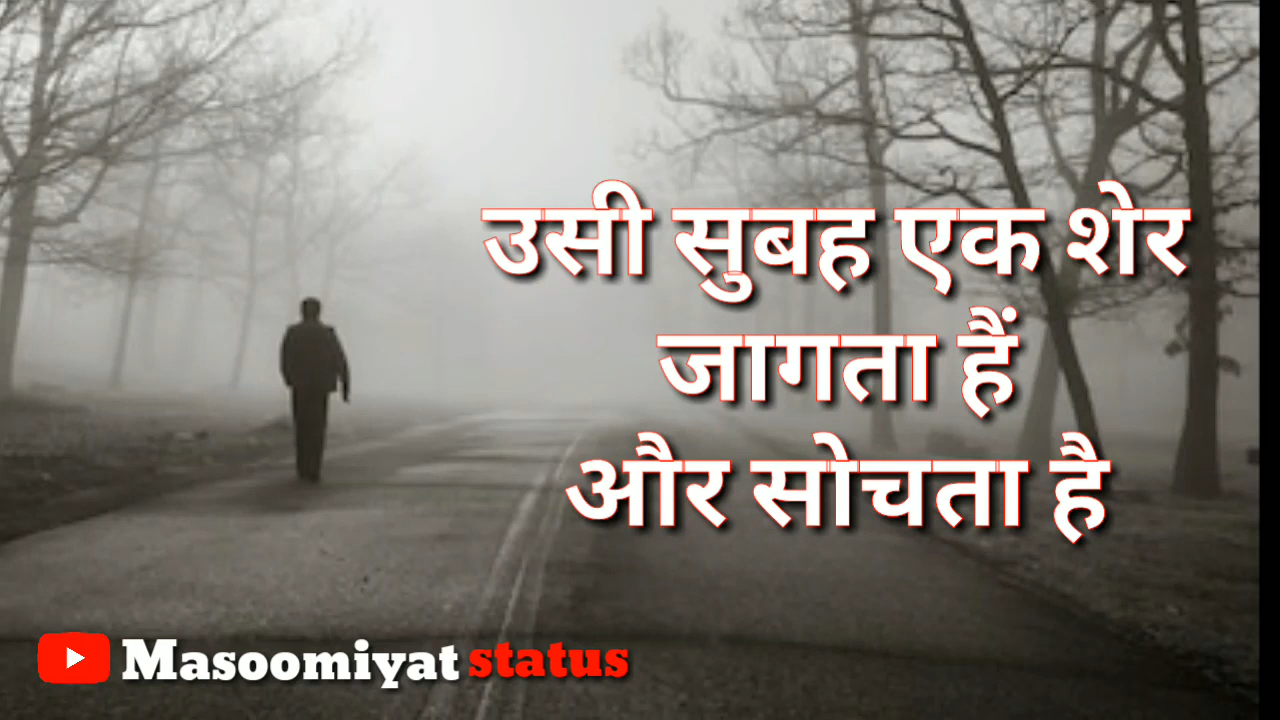 उसी सुबह एक शेर
जागता हैं
और सोचता है
Masoomiyat status